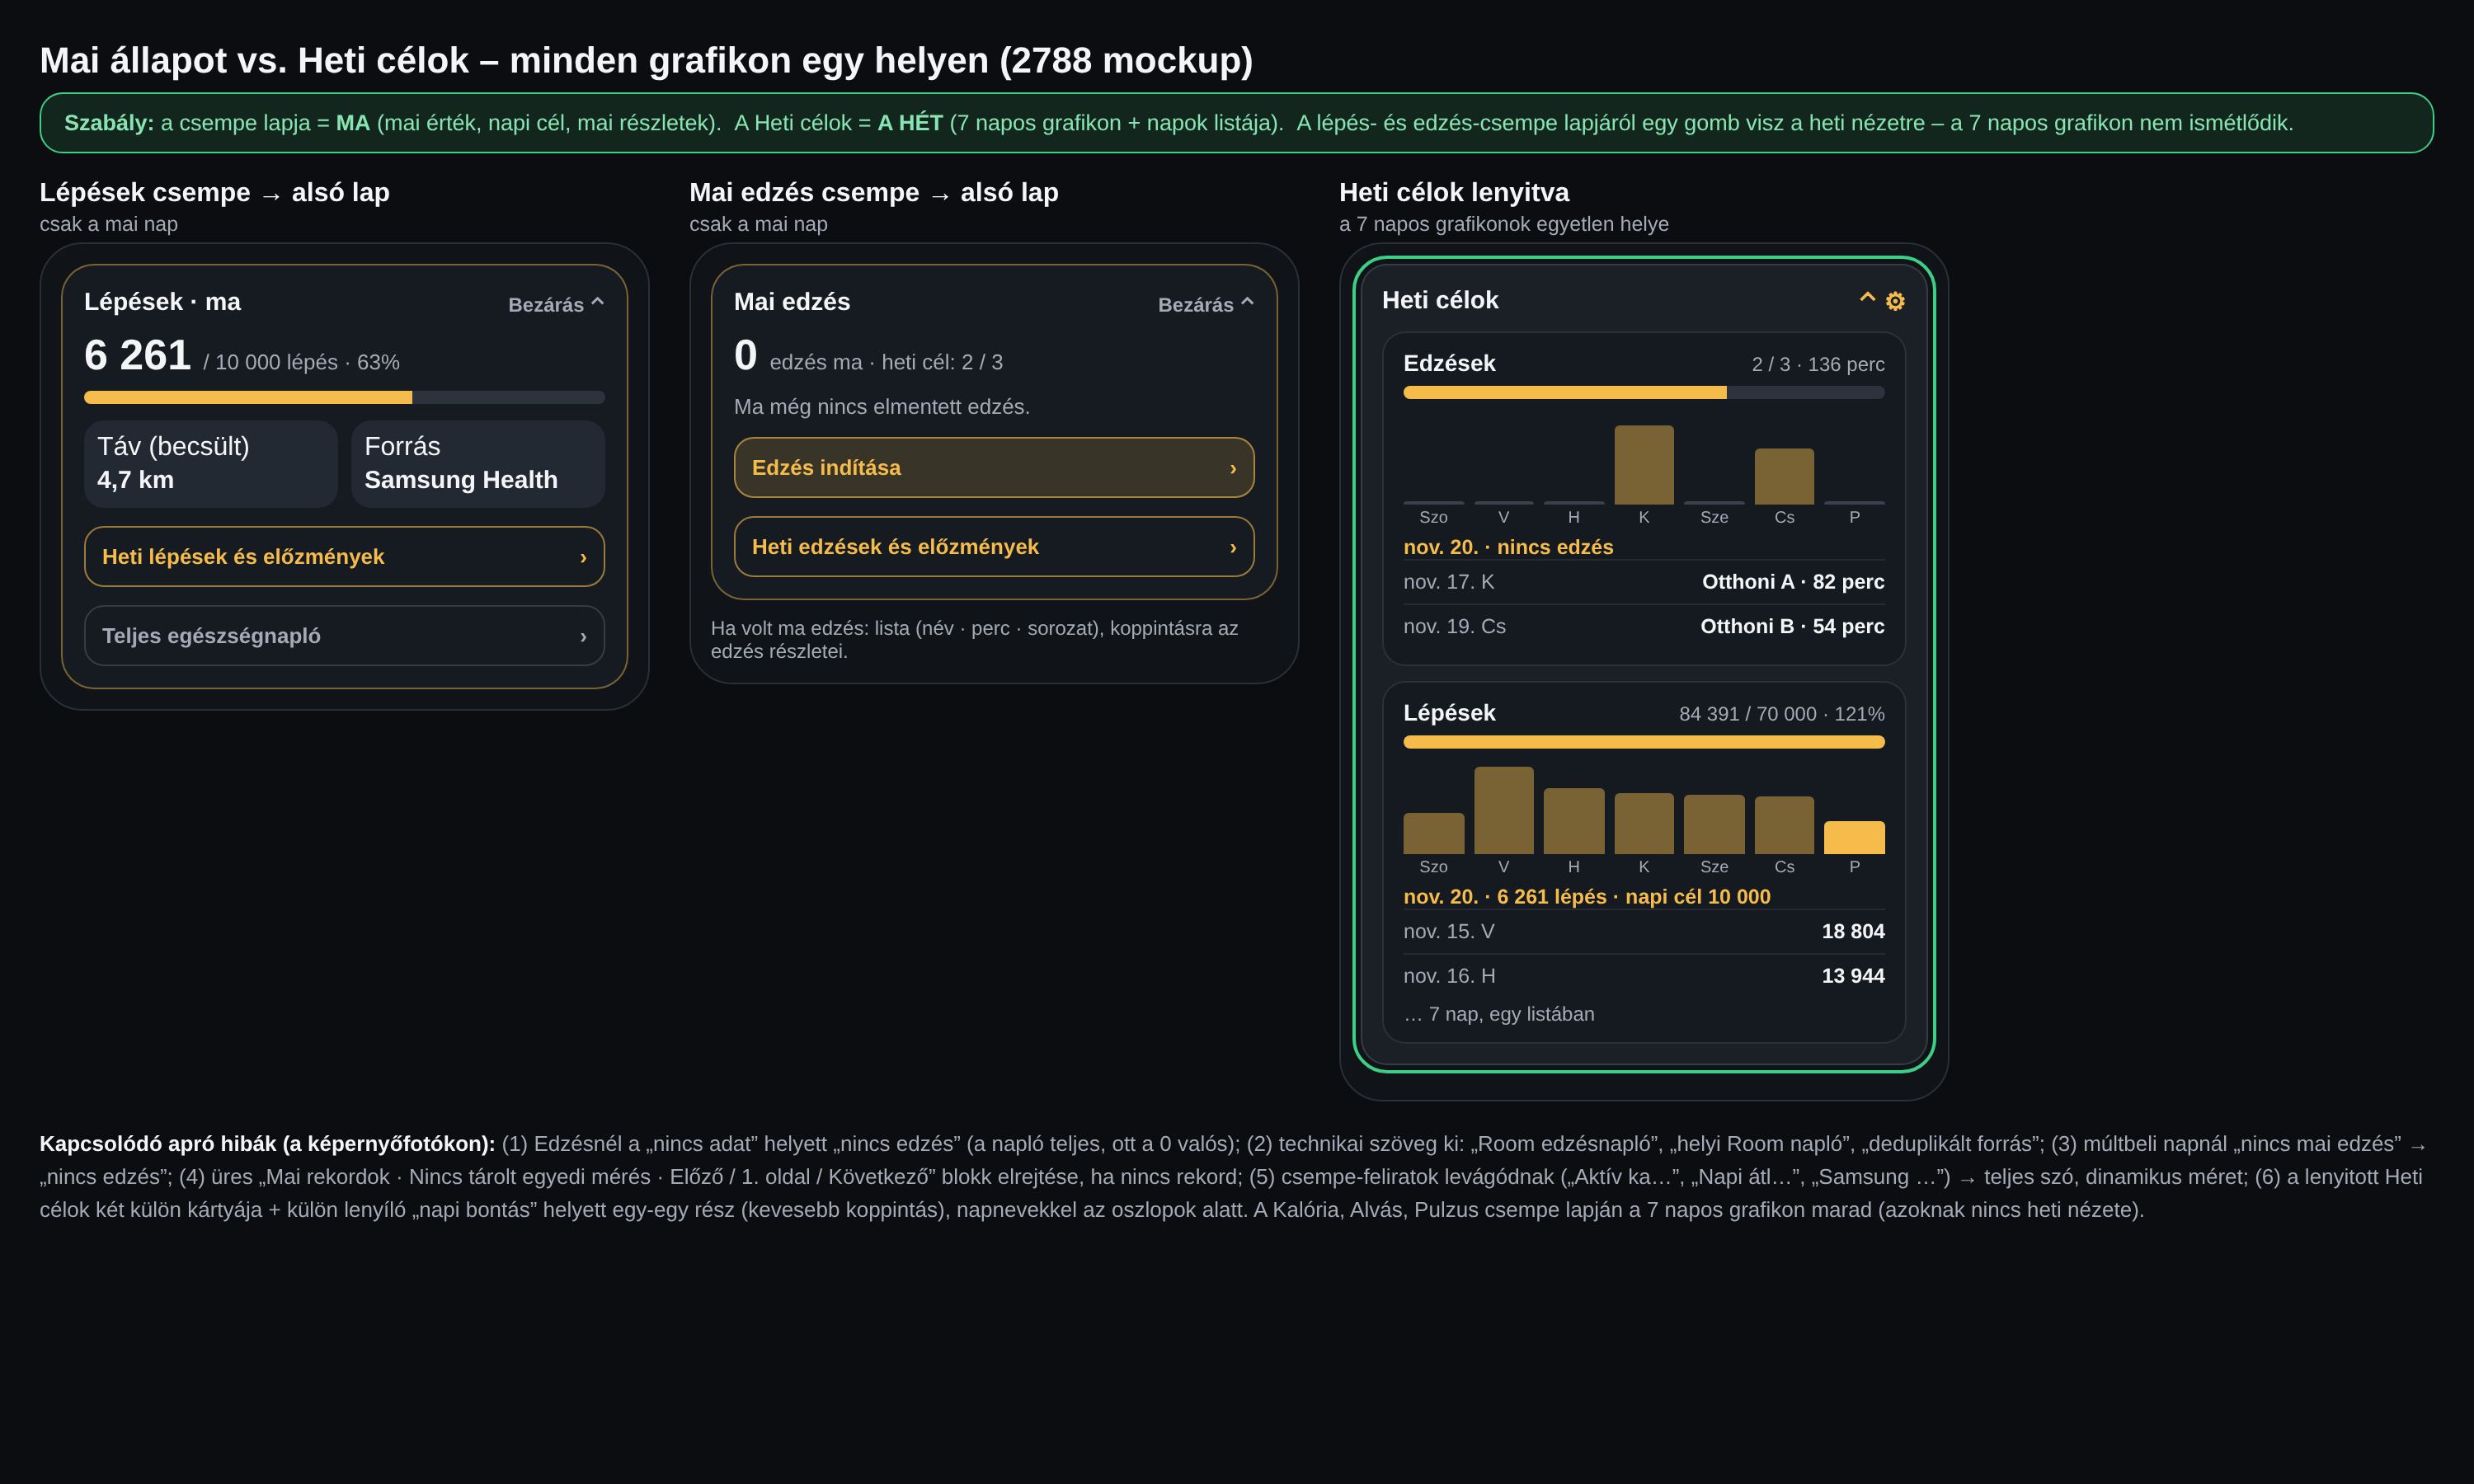 Mai állapot vs. Heti célok – minden grafikon egy helyen (2788 mockup)
Szabály: a csempe lapja = MA (mai érték, napi cél, mai részletek). A Heti célok = A HÉT (7 napos grafikon + napok listája). A lépés- és edzés-csempe lapjáról egy gomb visz a heti nézetre – a 7 napos grafikon nem ismétlődik.
Lépések csempe → alsó lap
csak a mai nap
Lépések · ma
Bezárás ^
6 261 / 10 000 lépés · 63%
Táv (becsült)
4,7 km
Forrás
Samsung Health
Heti lépések és előzmények ›
Teljes egészségnapló ›
Mai edzés csempe → alsó lap
csak a mai nap
Mai edzés
Bezárás ^
0 edzés ma · heti cél: 2 / 3
Ma még nincs elmentett edzés.
Edzés indítása ›
Heti edzések és előzmények ›
Ha volt ma edzés: lista (név · perc · sorozat), koppintásra az
edzés részletei.
Heti célok lenyitva
a 7 napos grafikonok egyetlen helye
Heti célok
^ ⚙
Edzések
2 / 3 · 136 perc
Szo V H K Sze Cs P
nov. 20. · nincs edzés
nov. 17. K Otthoni A · 82 perc
nov. 19. Cs Otthoni B · 54 perc
Lépések
84 391 / 70 000 · 121%
Szo V H K Sze Cs P
nov. 20. · 6 261 lépés · napi cél 10 000
nov. 15. V 18 804
nov. 16. H 13 944
… 7 nap, egy listában
Kapcsolódó apró hibák (a képernyőfotókon): (1) Edzésnél a „nincs adat” helyett „nincs edzés” (a napló teljes, ott a 0 valós); (2) technikai szöveg ki: „Room edzésnapló”, „helyi Room napló”, „deduplikált forrás”; (3) múltbeli napnál „nincs mai edzés” →
„nincs edzés”; (4) üres „Mai rekordok · Nincs tárolt egyedi mérés · Előző / 1. oldal / Következő” blokk elrejtése, ha nincs rekord; (5) csempe-feliratok levágódnak („Aktív ka…”, „Napi átl…”, „Samsung …”) → teljes szó, dinamikus méret; (6) a lenyitott Heti
célok két külön kártyája + külön lenyíló „napi bontás” helyett egy-egy rész (kevesebb koppintás), napnevekkel az oszlopok alatt. A Kalória, Alvás, Pulzus csempe lapján a 7 napos grafikon marad (azoknak nincs heti nézete).